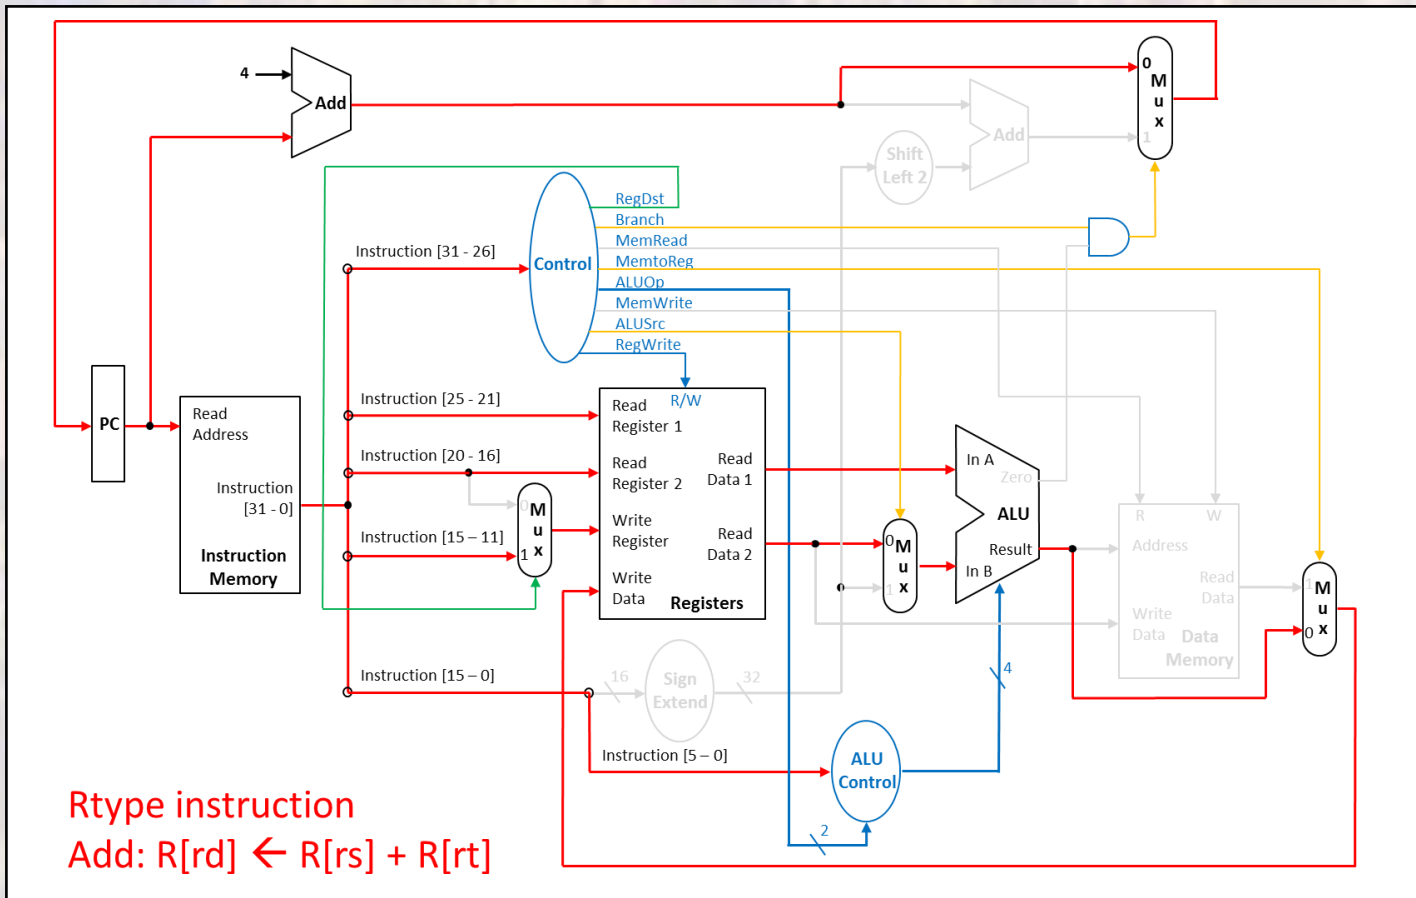 4
Add
0
M
u
x
1
Add
Shift
Left 2
RegDst
Branch
MemRead
MemtoReg
ALUOp
MemWrite
ALUSrc
RegWrite
Control
Instruction [31 - 26]
PC
Read
Address
Instruction
[31 - 0]
Instruction
Memory
Instruction [25 - 21]
Instruction [20 - 16]
Instruction [15 – 11]
0
M
u
x
1
R/W
Read
Register 1
Read
Register 2
Write
Register
Write
Data
Read
Data 1
Read
Data 2
Registers
0
M
u
x
1
In A
Zero
ALU
Result
In B
R
W
Address
Read
Data
Write
Data
Data
Memory
1
M
u
x
0
Instruction [15 – 0]
16
Sign
Extend
32
4
Instruction [5 – 0]
ALU
Control
2
Rtype instruction
Add: R[rd] ← R[rs] + R[rt]